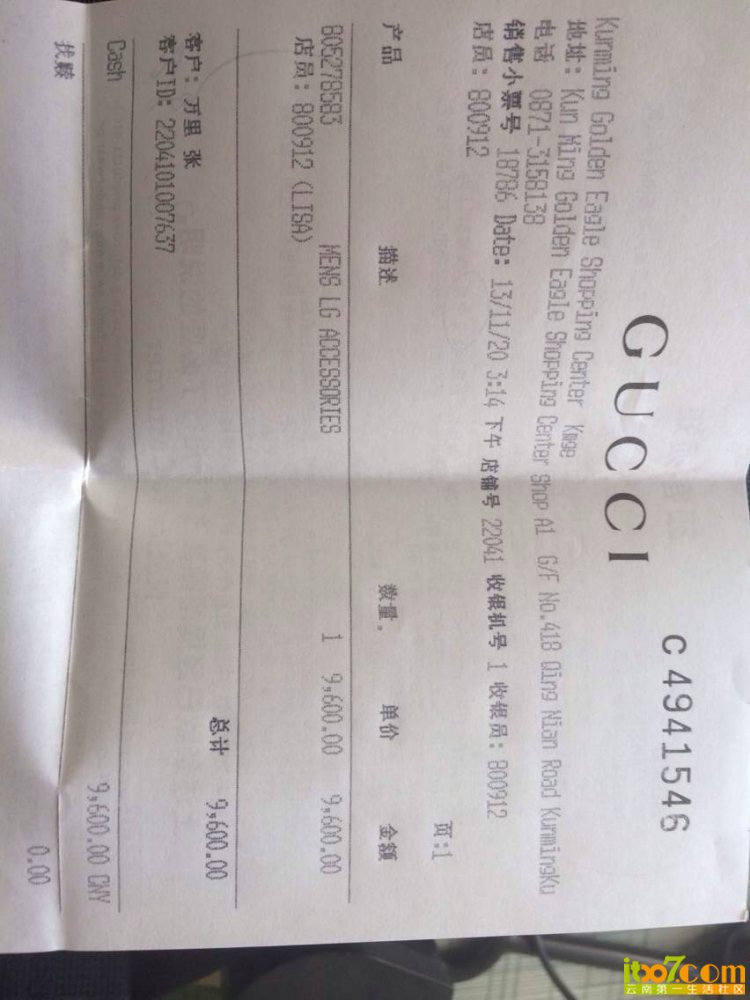 C 4941546
GUCCI
Kunming Golden Eagle Shopping Center Kmge
地址: Kun Ming Golden Eagle Shopping Center Shop A1 G/F No.418 Qing Nian Road KunmingKu
电话 0871-3158138
销售小票号 18786 Date: 13/11/20 3:14 下午 店铺号 22041 收银机号 1 收银员: 800912
店员: 800912
页:1
产品 描述 数量. 单价 金额
805278583 MENS LG ACCESSORIES 1 9,600.00 9,600.00
店员: 800912 (LISA)
总计 9,600.00
客户: 万里 张
客户ID: 2204101007637
Cash 9,600.00 CNY
找赎 0.00
itbo7com
云南第一生活社区